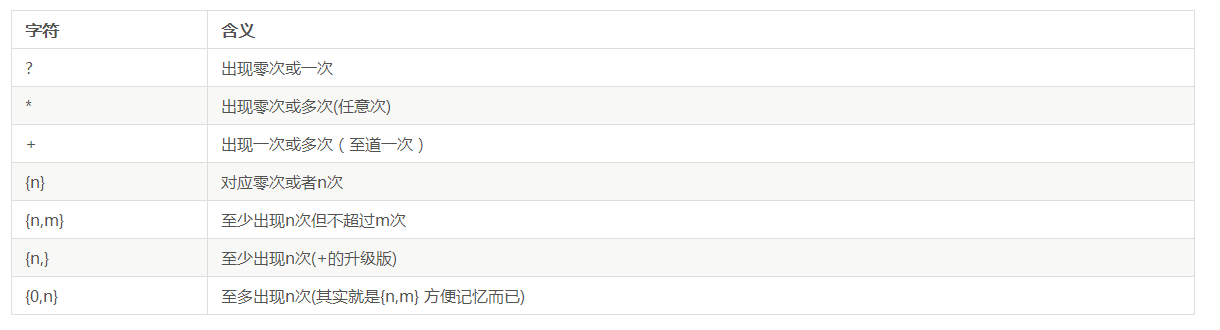 字符 含义
? 出现零次或一次
* 出现零次或多次(任意次)
+ 出现一次或多次（至道一次）
{n} 对应零次或者n次
{n,m} 至少出现n次但不超过m次
{n,} 至少出现n次(+的升级版)
{0,n} 至多出现n次(其实就是{n,m} 方便记忆而已)